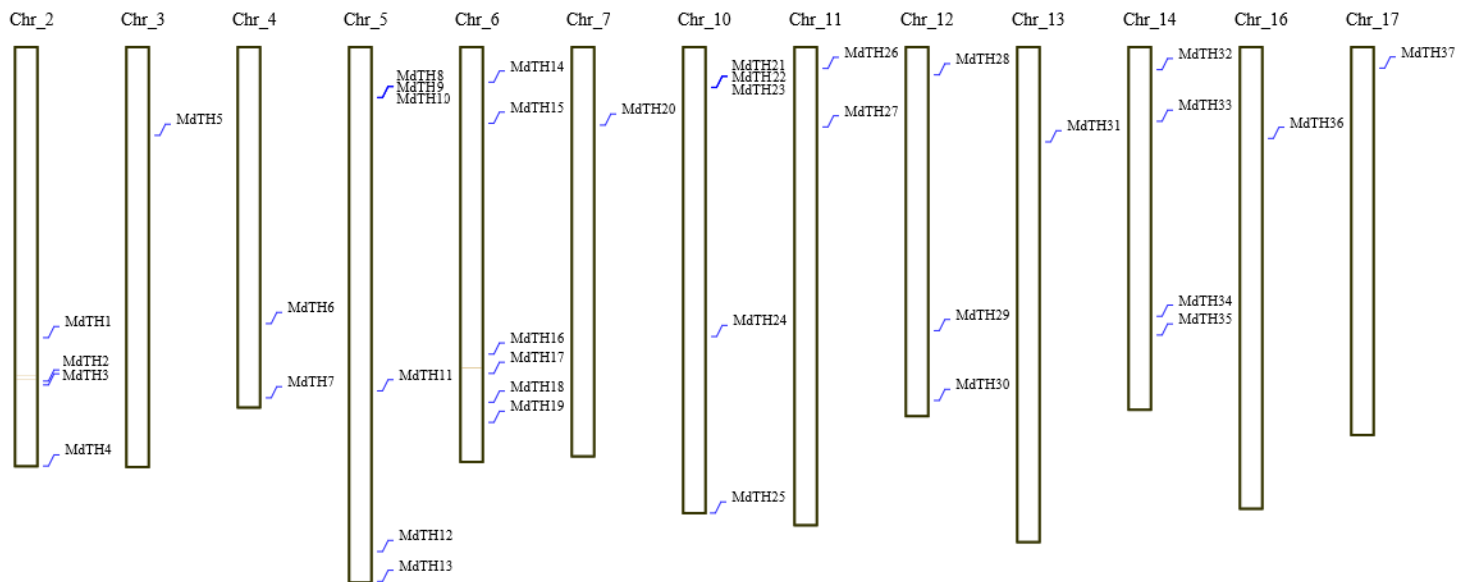 Chr_2 Chr_3 Chr_4 Chr_5 Chr_6 Chr_7 Chr_10 Chr_11 Chr_12 Chr_13 Chr_14 Chr_16 Chr_17
MdTH1
MdTH2
MdTH3
MdTH4
MdTH5
MdTH6
MdTH7
MdTH8
MdTH9
MdTH10
MdTH11
MdTH12
MdTH13
MdTH14
MdTH15
MdTH16
MdTH17
MdTH18
MdTH19
MdTH20
MdTH21
MdTH22
MdTH23
MdTH24
MdTH25
MdTH26
MdTH27
MdTH28
MdTH29
MdTH30
MdTH31
MdTH32
MdTH33
MdTH34
MdTH35
MdTH36
MdTH37